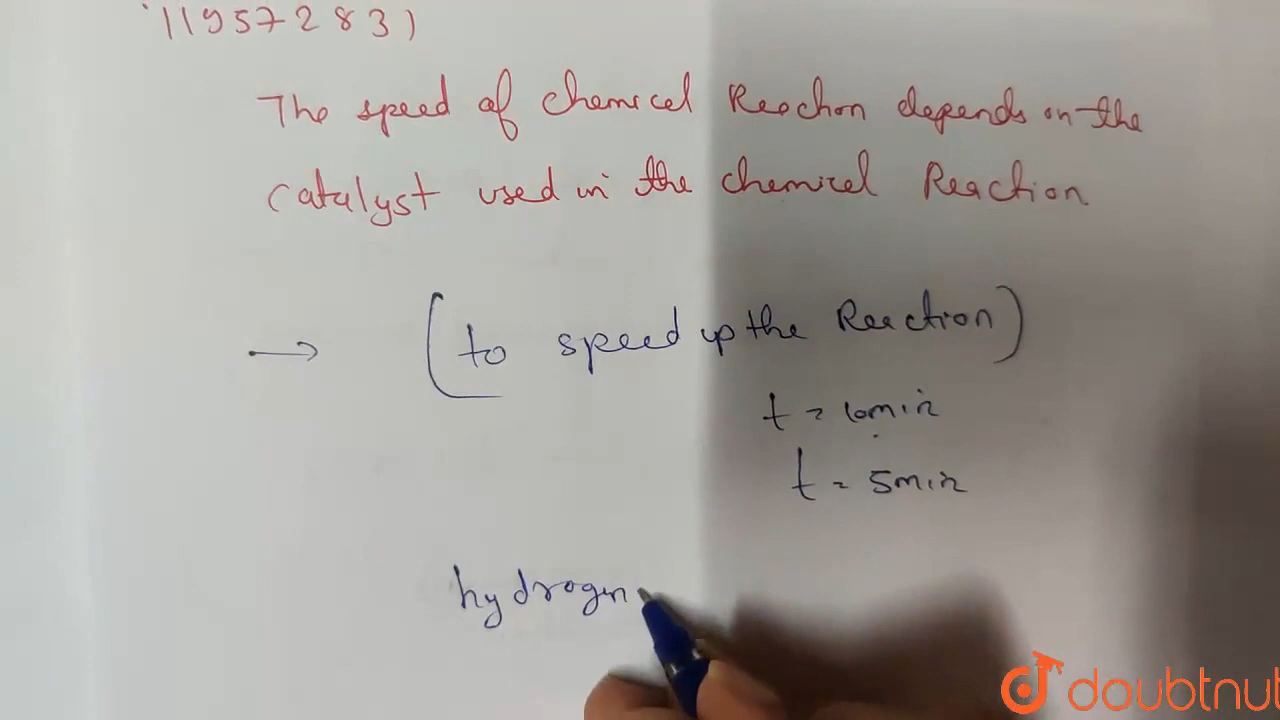 119572831
The speed of chemical Reaction depends on the
Catalyst used in the chemical Reaction
→ (to speed up the Reaction)
t = 10min
t = 5min
hydrogen
doubtnut